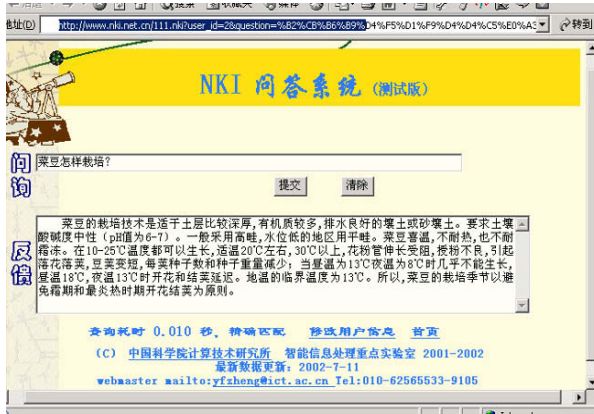 地址(D) http://www.nki.net.cn/111.nki?user_id=2&question=%B2%CB%B6%B9%D4%F5%D1%F9%D4%D4%C5%E0%A3 转到
NKI 问答系统 (测试版)
问询
菜豆怎样栽培?
提交 清除
反馈
菜豆的栽培技术是适于土层比较深厚,有机质较多,排水良好的壤土或砂壤土。要求土壤
酸碱度中性 (pH值为6-7) 。一般采用高畦,水位低的地区用平畦。菜豆喜温,不耐热,也不耐
霜冻。在10-25℃温度都可以生长,适温20℃左右,30℃以上,花粉管伸长受阻,授粉不良,引起
落花落荚,豆荚变短,每荚种子数和种子重量减少; 当昼温为13℃夜温为8℃时几乎不能生长,
昼温18℃,夜温13℃时开花和结荚延迟。地温的临界温度为13℃。所以,菜豆的栽培季节以避
免霜期和最炎热时期开花结荚为原则。
查询耗时 0.010 秒, 精确匹配 修改用户信息 首页
(C) 中国科学院计算技术研究所 智能信息处理重点实验室 2001-2002
最新数据更新: 2002-7-11
webmaster mailto:yfzheng@ict.ac.cn Tel:010-62565533-9105